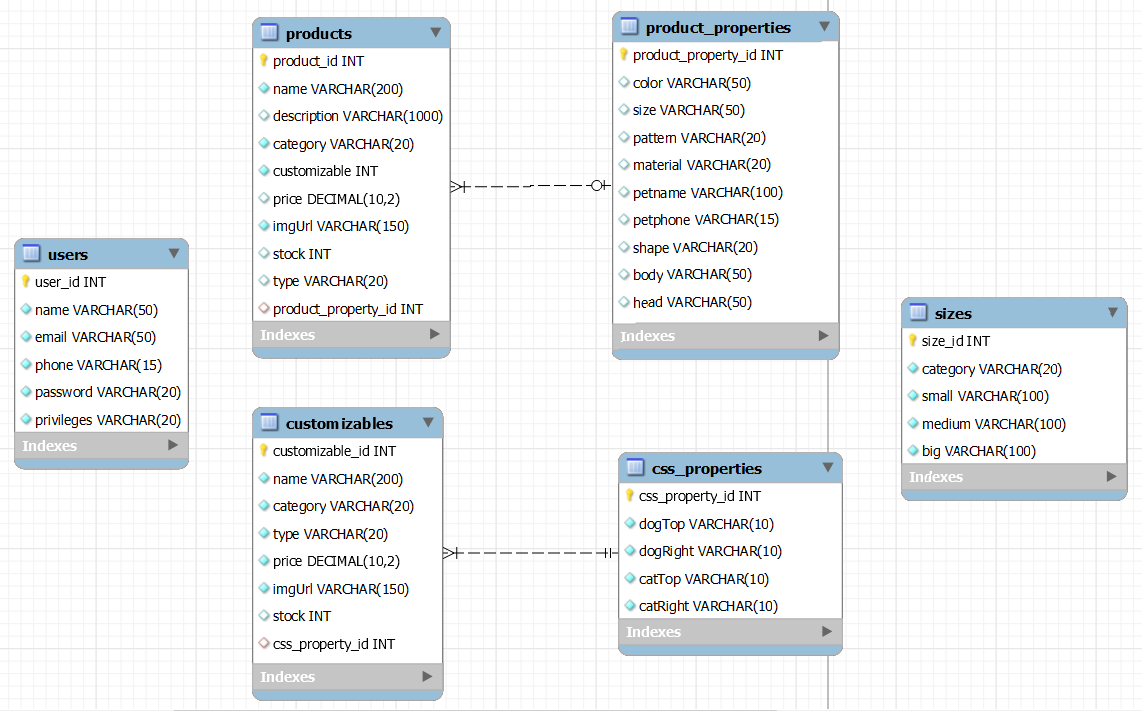 products
product_id INT
name VARCHAR(200)
description VARCHAR(1000)
category VARCHAR(20)
customizable INT
price DECIMAL(10,2)
imgUrl VARCHAR(150)
stock INT
type VARCHAR(20)
product_property_id INT
Indexes
product_properties
product_property_id INT
color VARCHAR(50)
size VARCHAR(50)
pattern VARCHAR(20)
material VARCHAR(20)
petname VARCHAR(100)
petphone VARCHAR(15)
shape VARCHAR(20)
body VARCHAR(50)
head VARCHAR(50)
Indexes
users
user_id INT
name VARCHAR(50)
email VARCHAR(50)
phone VARCHAR(15)
password VARCHAR(20)
privileges VARCHAR(20)
Indexes
sizes
size_id INT
category VARCHAR(20)
small VARCHAR(100)
medium VARCHAR(100)
big VARCHAR(100)
Indexes
customizables
customizable_id INT
name VARCHAR(200)
category VARCHAR(20)
type VARCHAR(20)
price DECIMAL(10,2)
imgUrl VARCHAR(150)
stock INT
css_property_id INT
Indexes
css_properties
css_property_id INT
dogTop VARCHAR(10)
dogRight VARCHAR(10)
catTop VARCHAR(10)
catRight VARCHAR(10)
Indexes